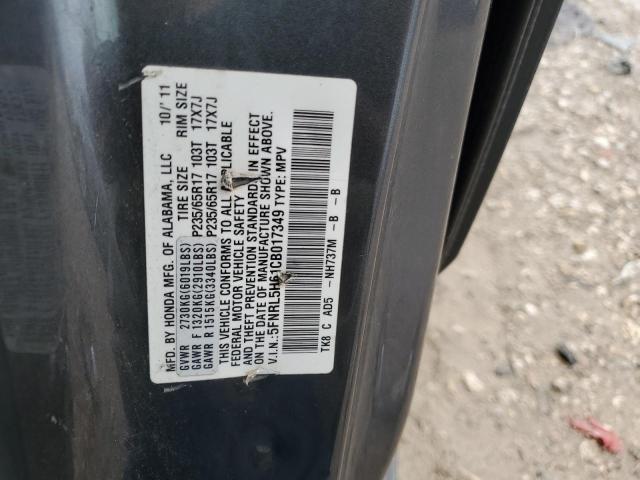 MFD. BY HONDA MFG. OF ALABAMA, LLC 10/ 11
TIRE SIZE RIM SIZE
GVWR 2730KG(6019LBS)
GAWR F 1320KG(2910LBS) P235/65R17 103T 17X7J
GAWR R 1515KG(3340LBS) P235/65R17 103T 17X7J
THIS VEHICLE CONFORMS TO ALL APPLICABLE
FEDERAL MOTOR VEHICLE SAFETY
AND THEFT PREVENTION STANDARDS IN EFFECT
ON THE DATE OF MANUFACTURE SHOWN ABOVE.
V.I.N.: 5FNRL5H61CB017349 TYPE: MPV
TK8 C AD5 -NH737M -B -B